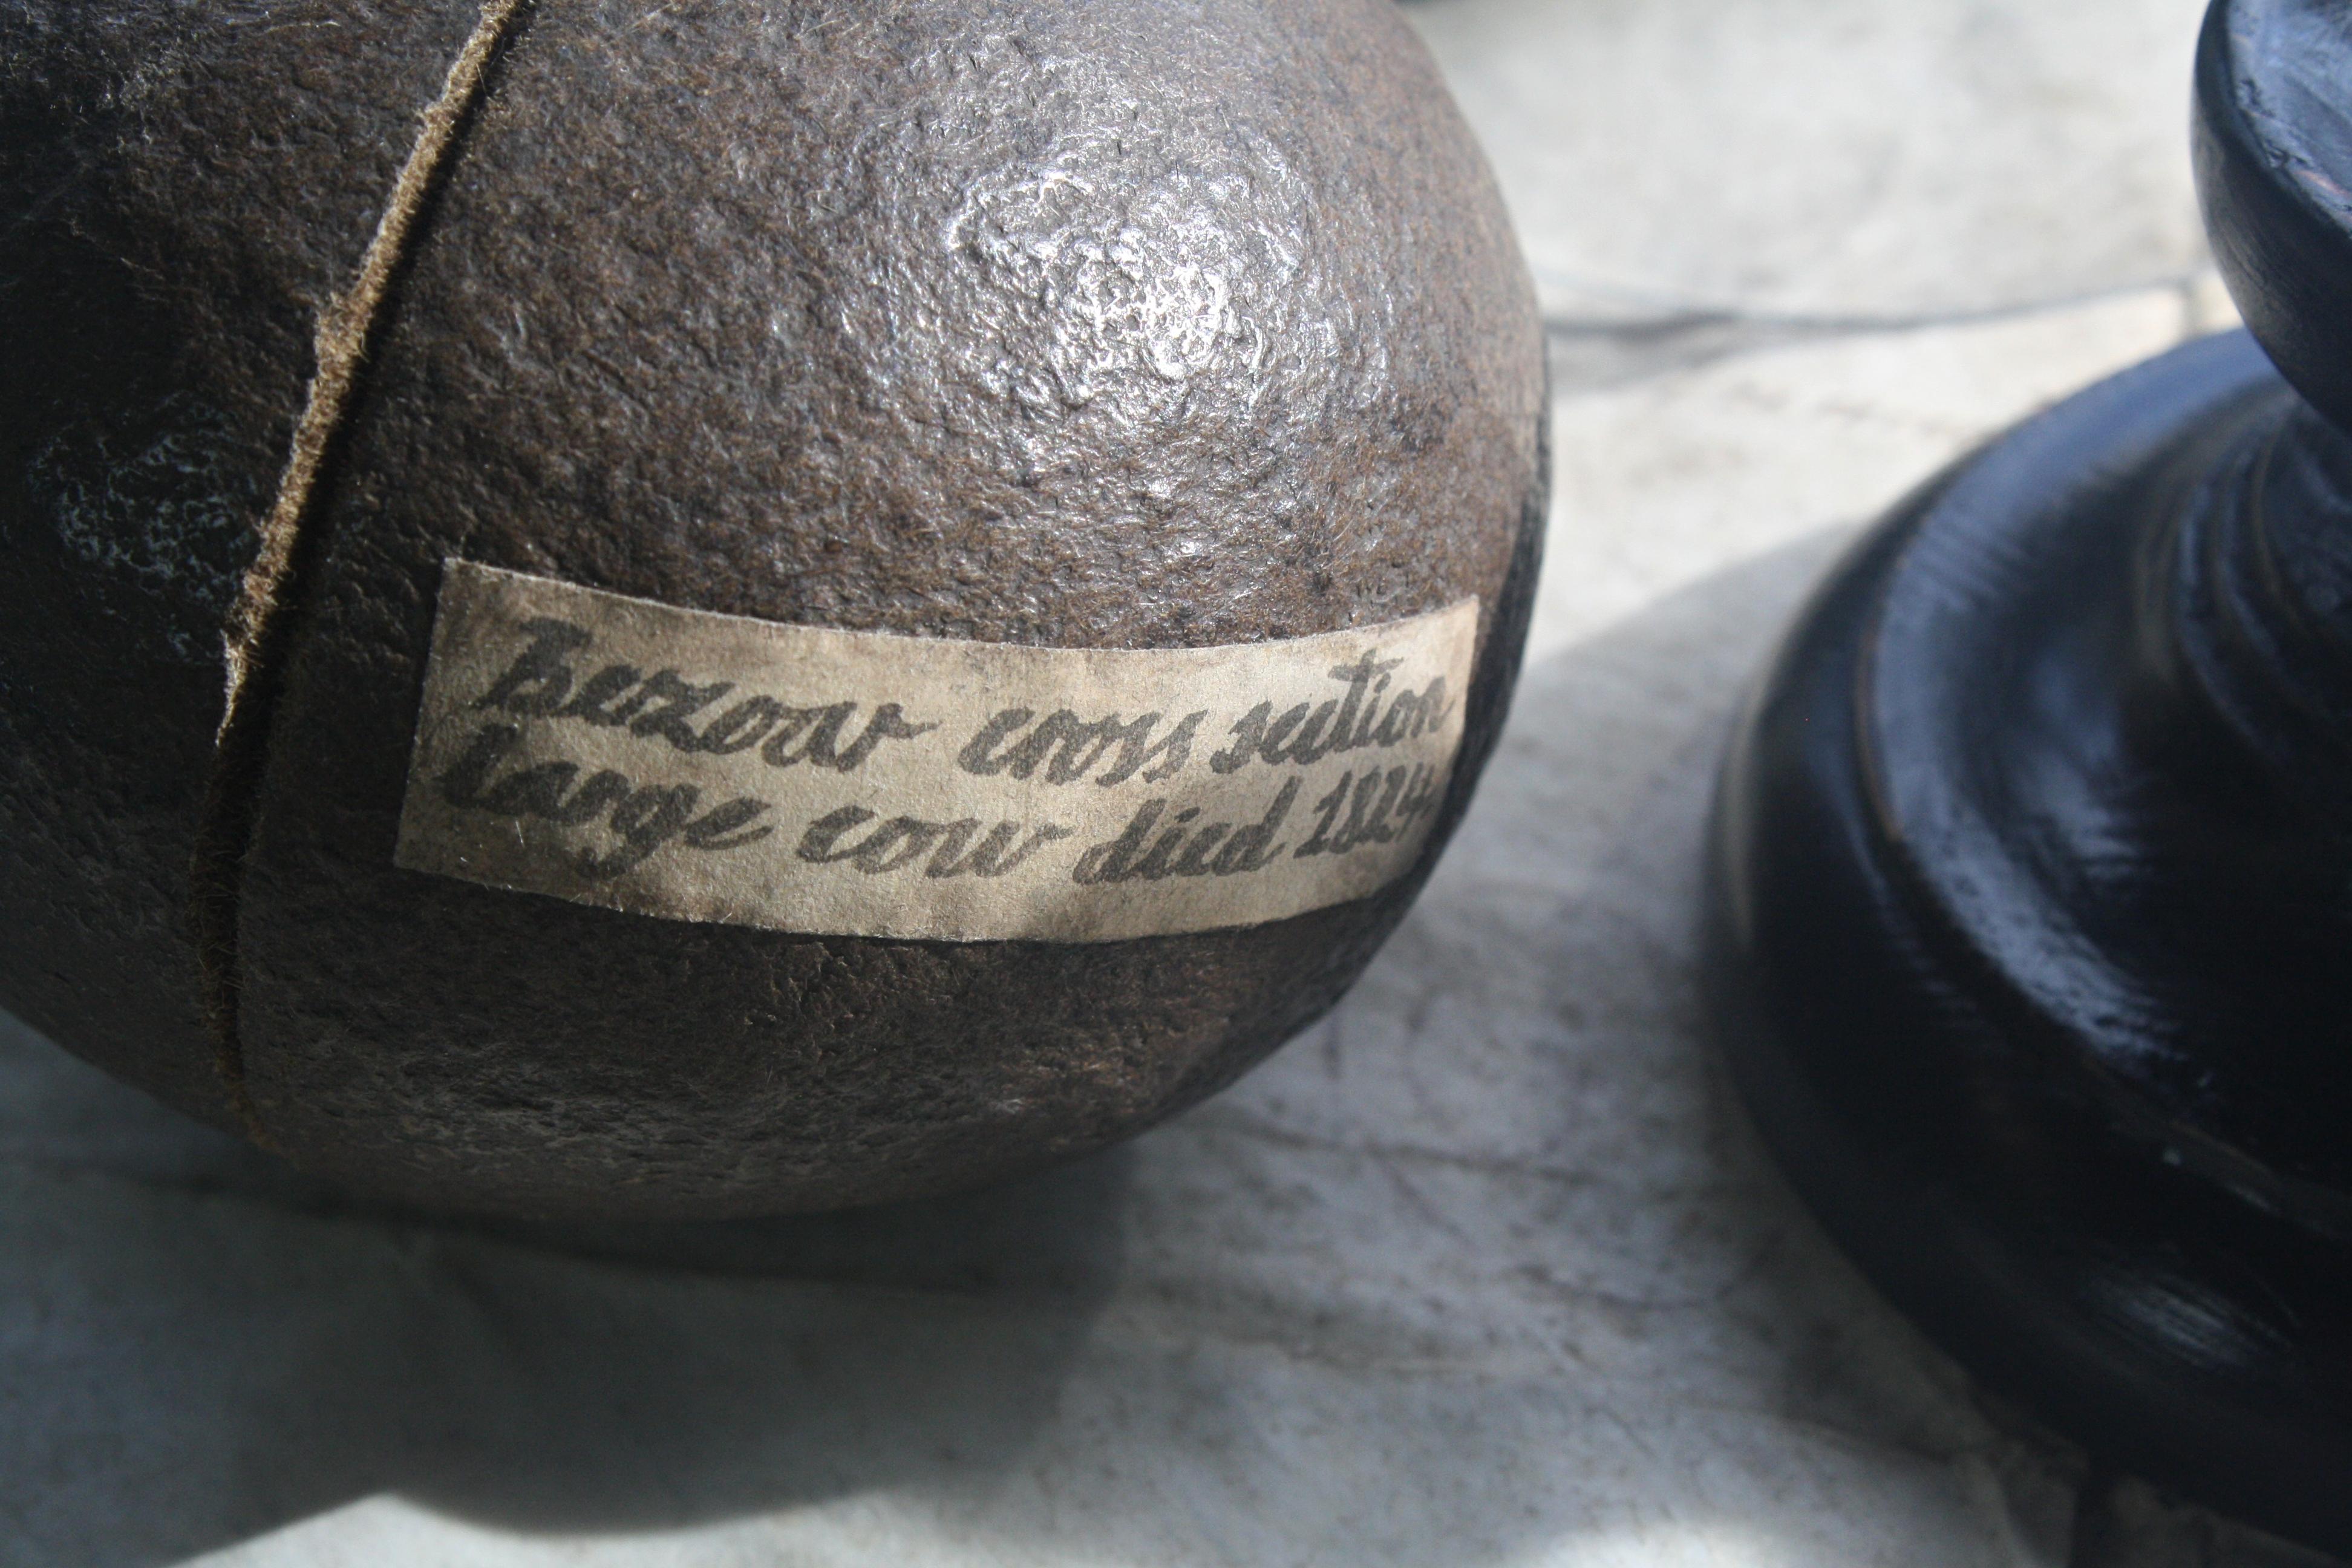 Bezoar cross section
Large cow died 1824